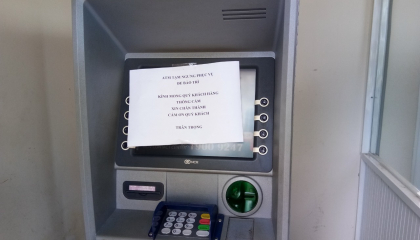 ATM TẠM NGƯNG PHỤC VỤ
ĐỂ BẢO TRÌ
KÍNH MONG QUÝ KHÁCH HÀNG
THÔNG CẢM
XIN CHÂN THÀNH
CẢM ƠN QUÝ KHÁCH
TRÂN TRỌNG
NCR